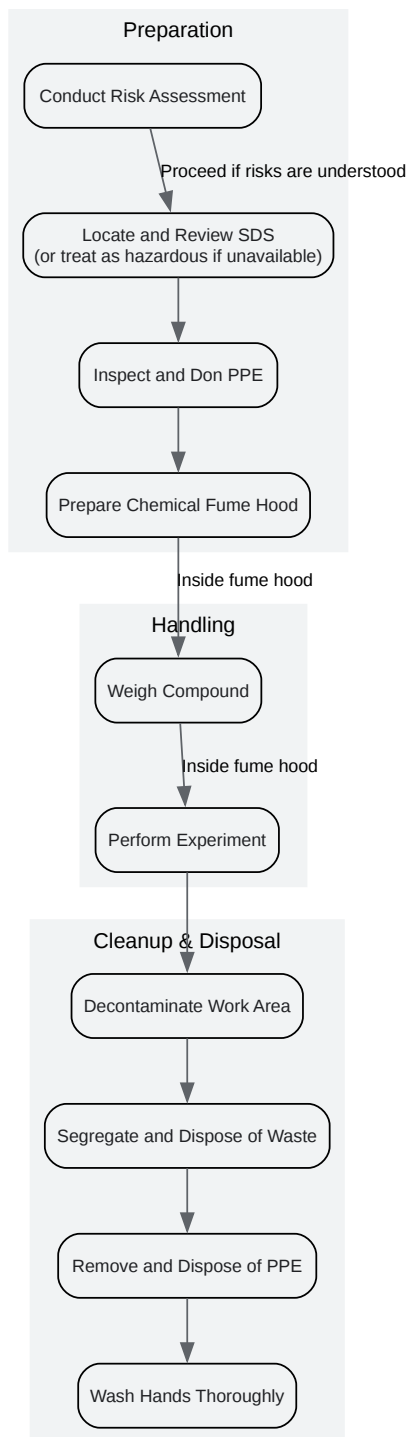 Preparation
Conduct Risk Assessment
Proceed if risks are understood
Locate and Review SDS
(or treat as hazardous if unavailable)
Inspect and Don PPE
Prepare Chemical Fume Hood
Inside fume hood
Handling
Weigh Compound
Inside fume hood
Perform Experiment
Cleanup & Disposal
Decontaminate Work Area
Segregate and Dispose of Waste
Remove and Dispose of PPE
Wash Hands Thoroughly